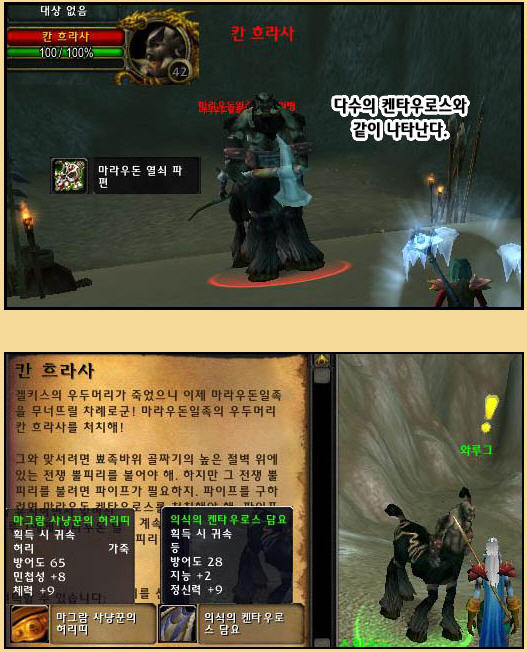 대상 없음
칸 흐라사
100 / 100%
42
칸 흐라사
다수의 켄타우로스와
같이 나타난다.
마라우돈 열쇠 파
편
칸 흐라사
겔키스의 우두머리가 죽었으니 이제 마라우돈일족
을 무너뜨릴 차례로군! 마라우돈일족의 우두머리
칸 흐라사를 처치해!
그와 맞서려면 뾰족바위 골짜기의 높은 절벽 위에
있는 전쟁 뿔피리를 불어야 해. 하지만 그 전쟁 뿔
피리를 불려면 파이프가 필요하지. 파이프를 구하
와루그
마그람 사냥꾼의 허리띠
획득 시 귀속
허리 가죽
방어도 65
민첩성 +8
체력 +9
계속
피리
의식의 켄타우로스 담요
획득 시 귀속
등
방어도 28
지능 +2
정신력 +9
마그람 사냥꾼의
허리띠
의식의 켄타우로
스 담요